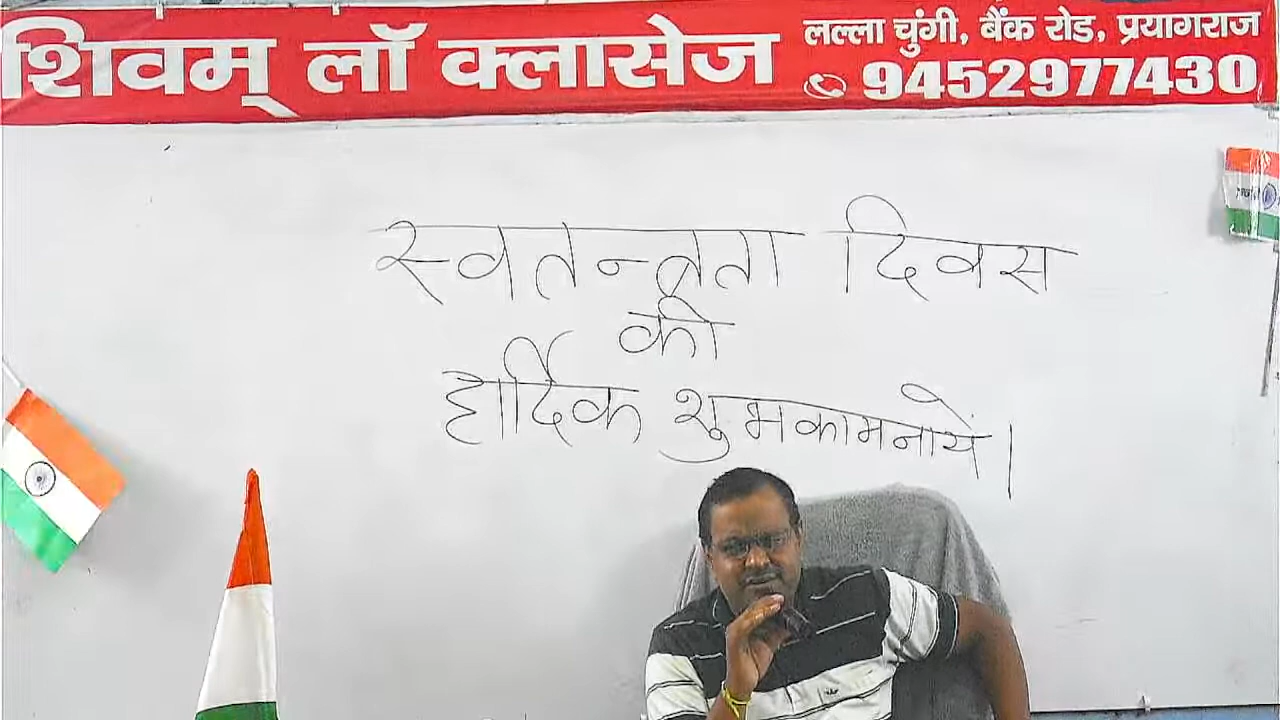 शिवम् लॉ क्लासेज
लल्ला चुंगी, बैंक रोड, प्रयागराज
9452977430
स्वतन्त्रता दिवस
की
हार्दिक शुभकामनायें।